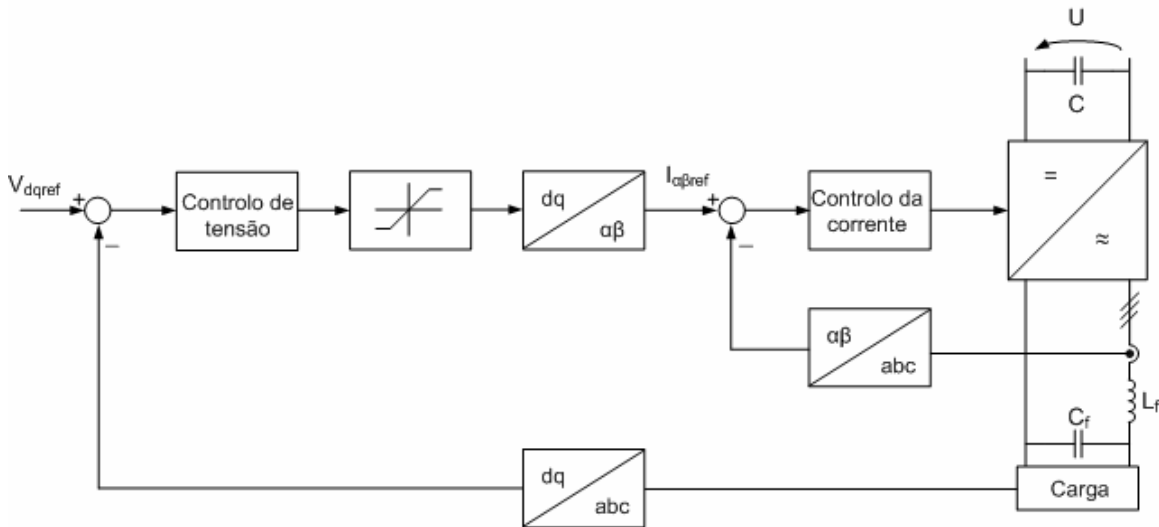 U
C
V_dqref
+
−
Controlo de
tensão
dq
αβ
I_αβref
+
−
Controlo da
corrente
=
≈
αβ
abc
L_f
C_f
dq
abc
Carga